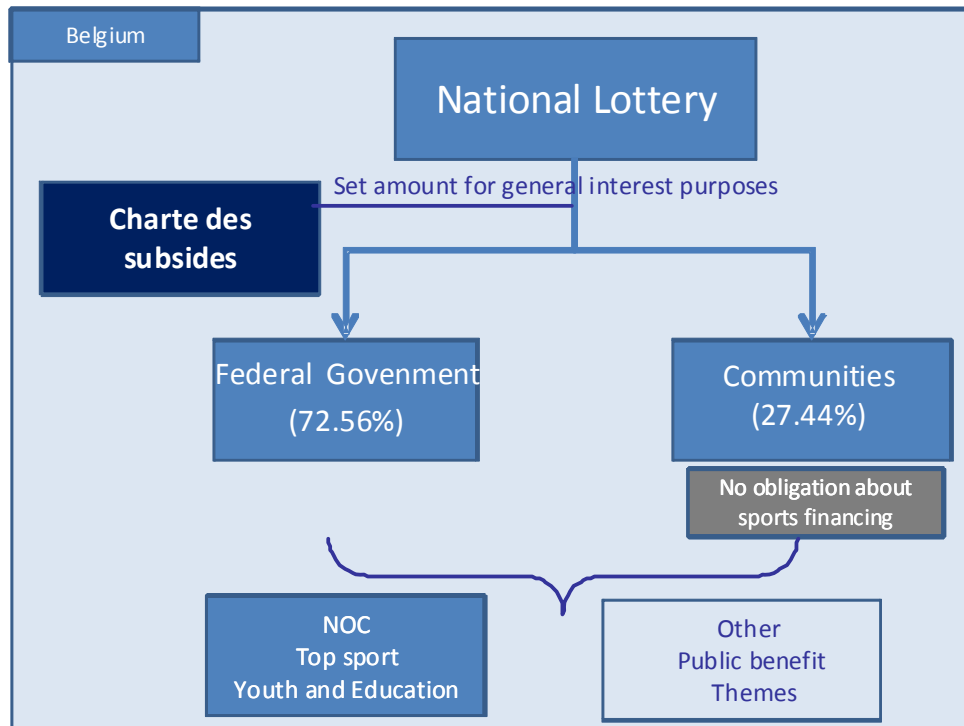 Belgium
National Lottery
Set amount for general interest purposes
Charte des
subsides
Federal Govenment
(72.56%)
Communities
(27.44%)
No obligation about
sports financing
NOC
Top sport
Youth and Education
Other
Public benefit
Themes